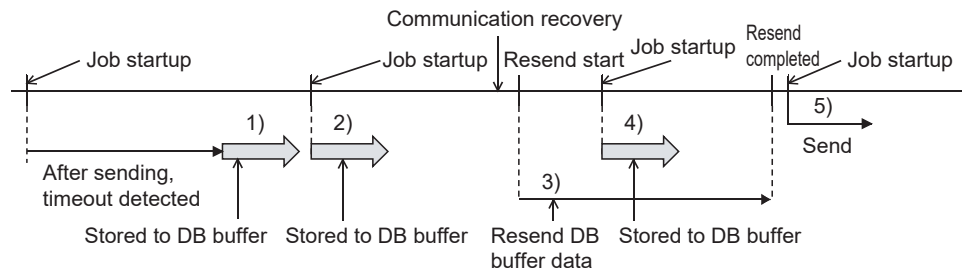 Communication recovery
Job startup
Job startup
Resend start
Job startup
Resend
completed
Job startup
1)
2)
4)
5)
Send
After sending,
timeout detected
3)
Stored to DB buffer
Stored to DB buffer
Resend DB
buffer data
Stored to DB buffer